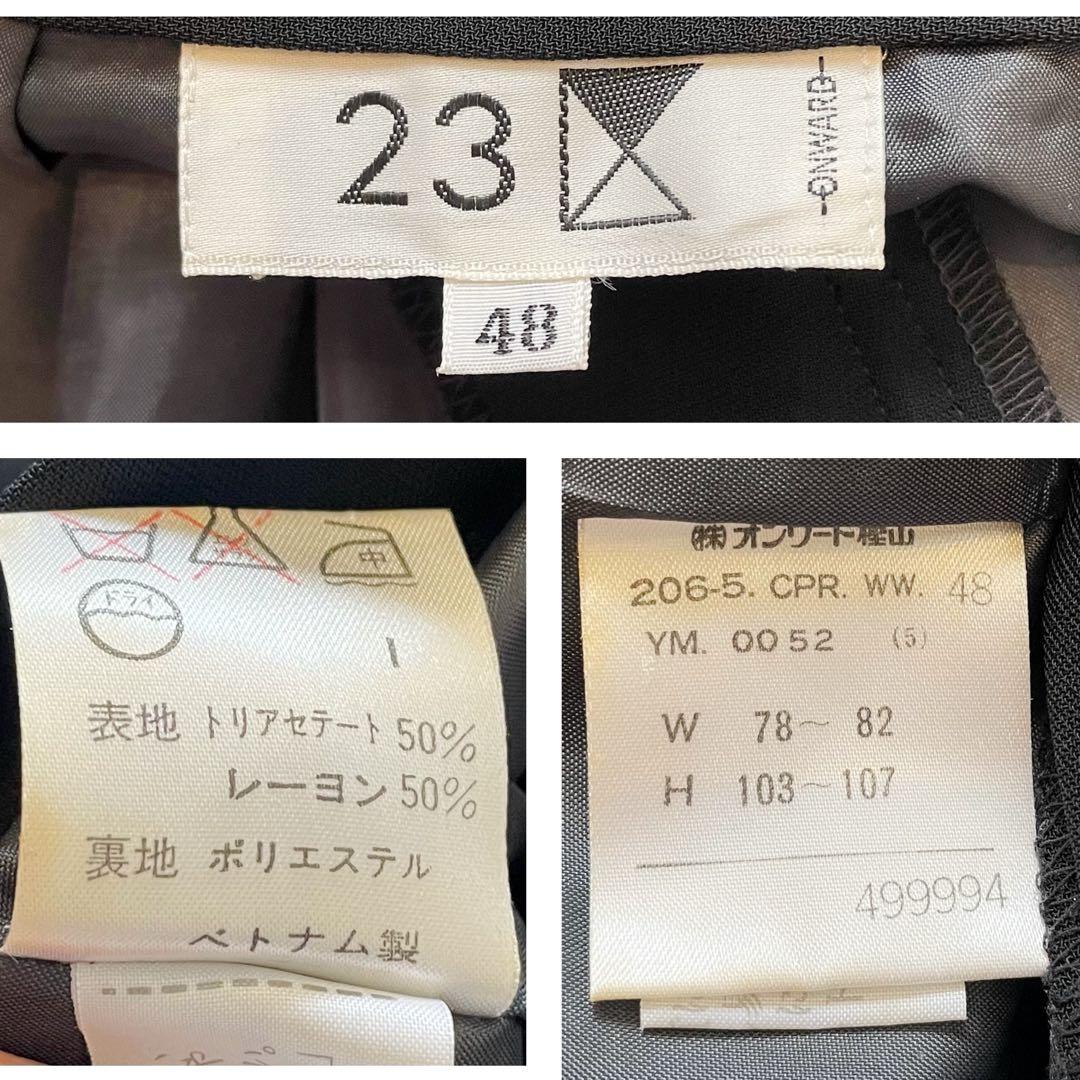 23
ONWARD
48
中
ドライ
表地 トリアセテート 50%
レーヨン 50%
裏地 ポリエステル
ベトナム製
(株)オンワード樫山
206-5. CPR. WW. 48
YM. 0052 (5)
W 78～ 82
H 103～107
499994